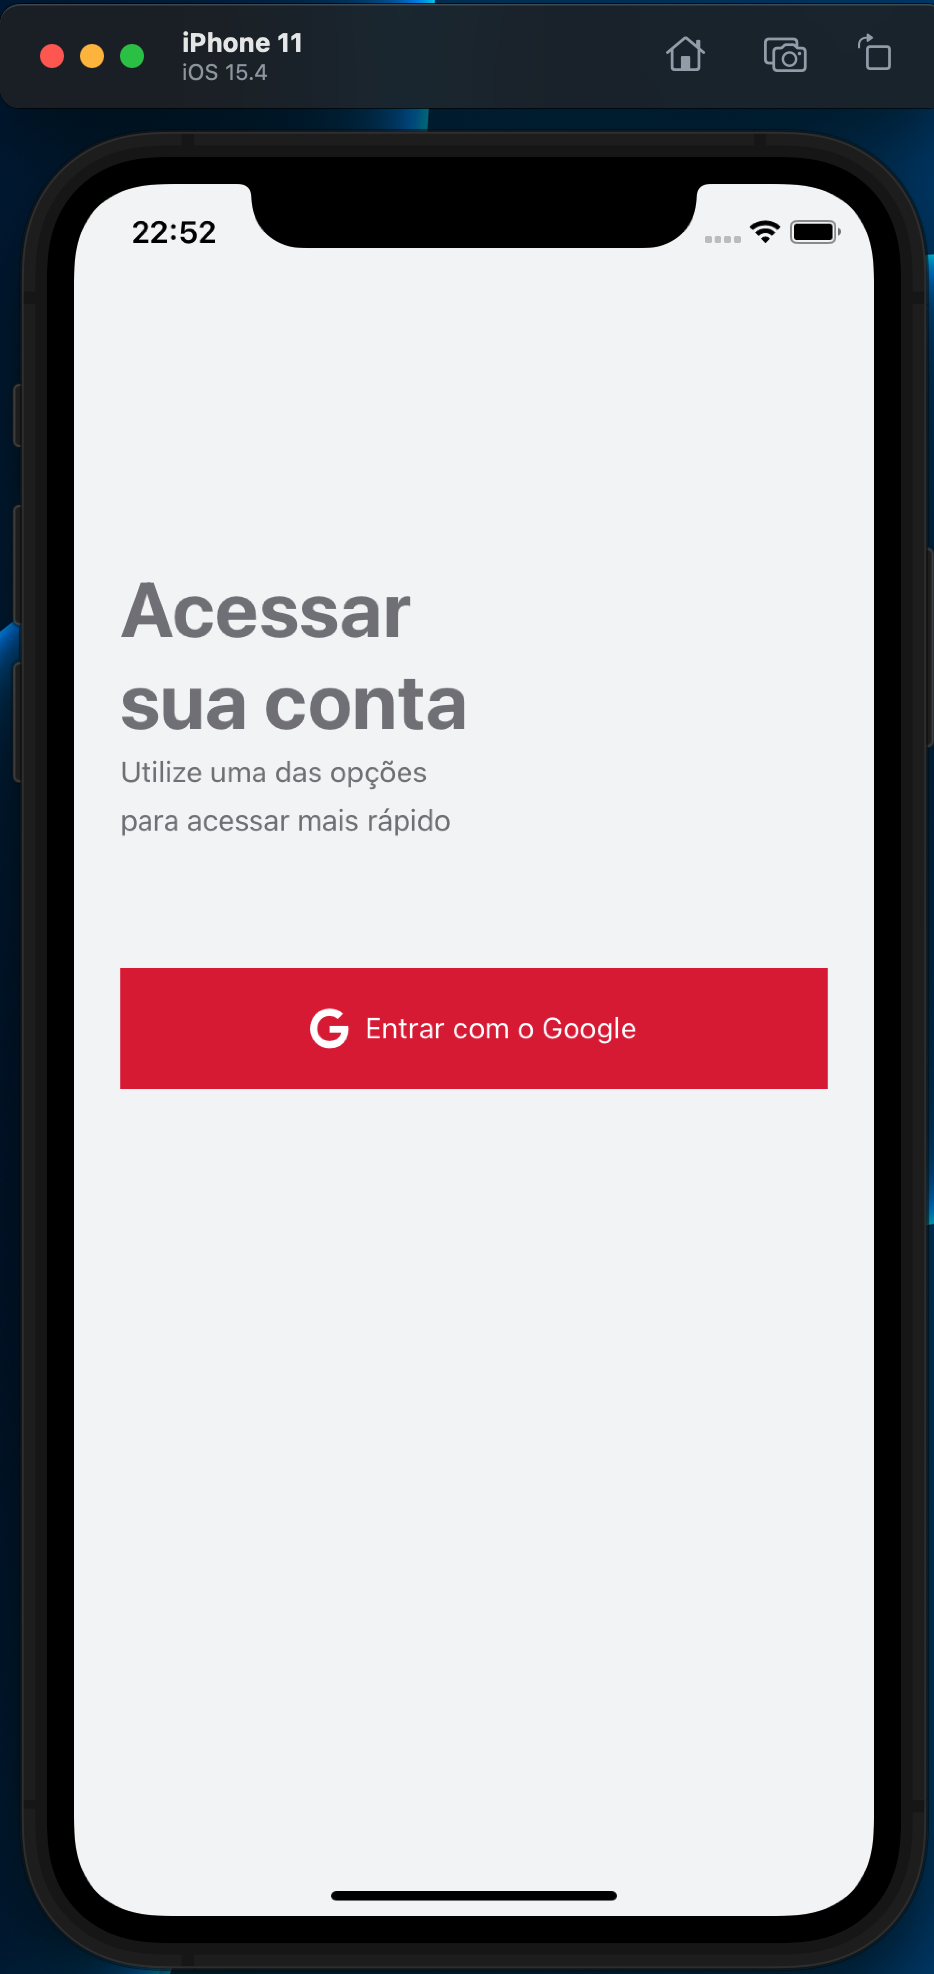 iPhone 11
iOS 15.4
22:52
Acessar
sua conta
Utilize uma das opções
para acessar mais rápido
G Entrar com o Google